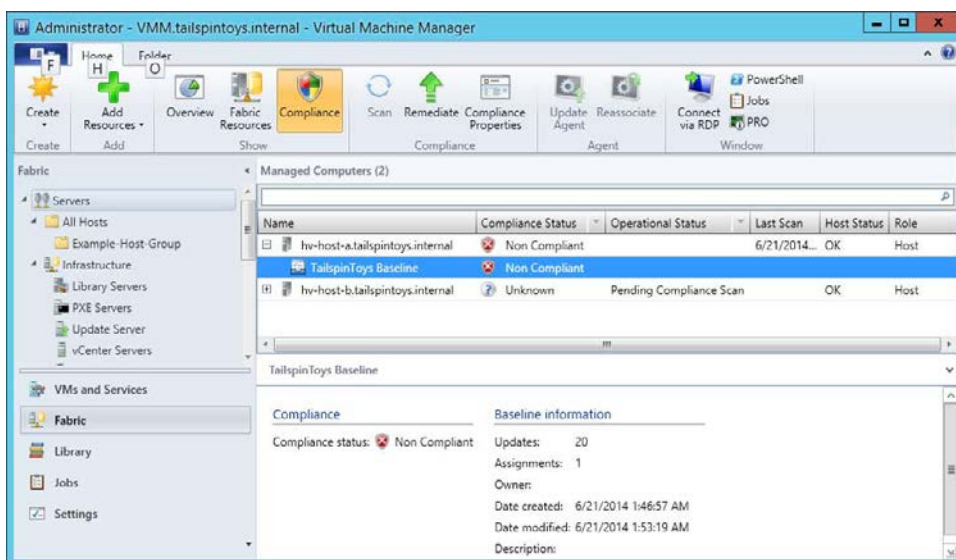 Administrator - VMM.tailspintoys.internal - Virtual Machine Manager
F
Home Folder
H O
Create
Add Resources
Overview
Fabric Resources
Compliance
Scan
Remediate
Compliance Properties
Update Agent
Reassociate
Connect via RDP
PowerShell
Jobs
PRO
Create Add Show Compliance Agent Window
Fabric
Servers
All Hosts
Example-Host-Group
Infrastructure
Library Servers
PXE Servers
Update Server
vCenter Servers
VMs and Services
Fabric
Library
Jobs
Settings
Managed Computers (2)
Name Compliance Status Operational Status Last Scan Host Status Role
hv-host-a.tailspintoys.internal Non Compliant 6/21/2014... OK Host
TailspinToys Baseline Non Compliant
hv-host-b.tailspintoys.internal Unknown Pending Compliance Scan OK Host
TailspinToys Baseline
Compliance
Compliance status: Non Compliant
Baseline information
Updates: 20
Assignments: 1
Owner:
Date created: 6/21/2014 1:46:57 AM
Date modified: 6/21/2014 1:53:19 AM
Description: